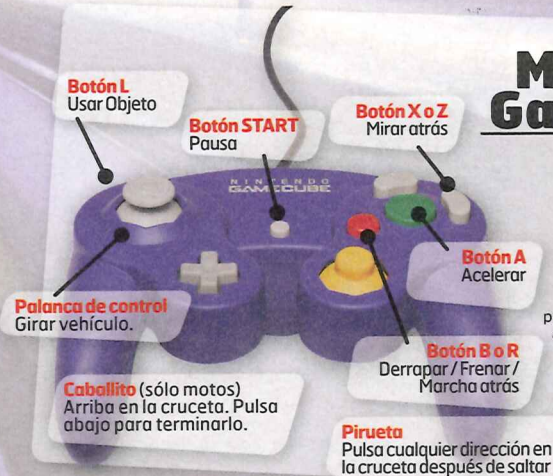 M
Ga
Botón L
Usar Objeto
Botón START
Pausa
Botón X o Z
Mirar atrás
NINTENDO
GAMECUBE
Botón A
Acelerar
Palanca de control
Girar vehículo.
p
Botón B o R
Derrapar / Frenar /
Marcha atrás
Caballito (sólo motos)
Arriba en la cruceta. Pulsa
abajo para terminarlo.
Pirueta
Pulsa cualquier dirección en
la cruceta después de saltar